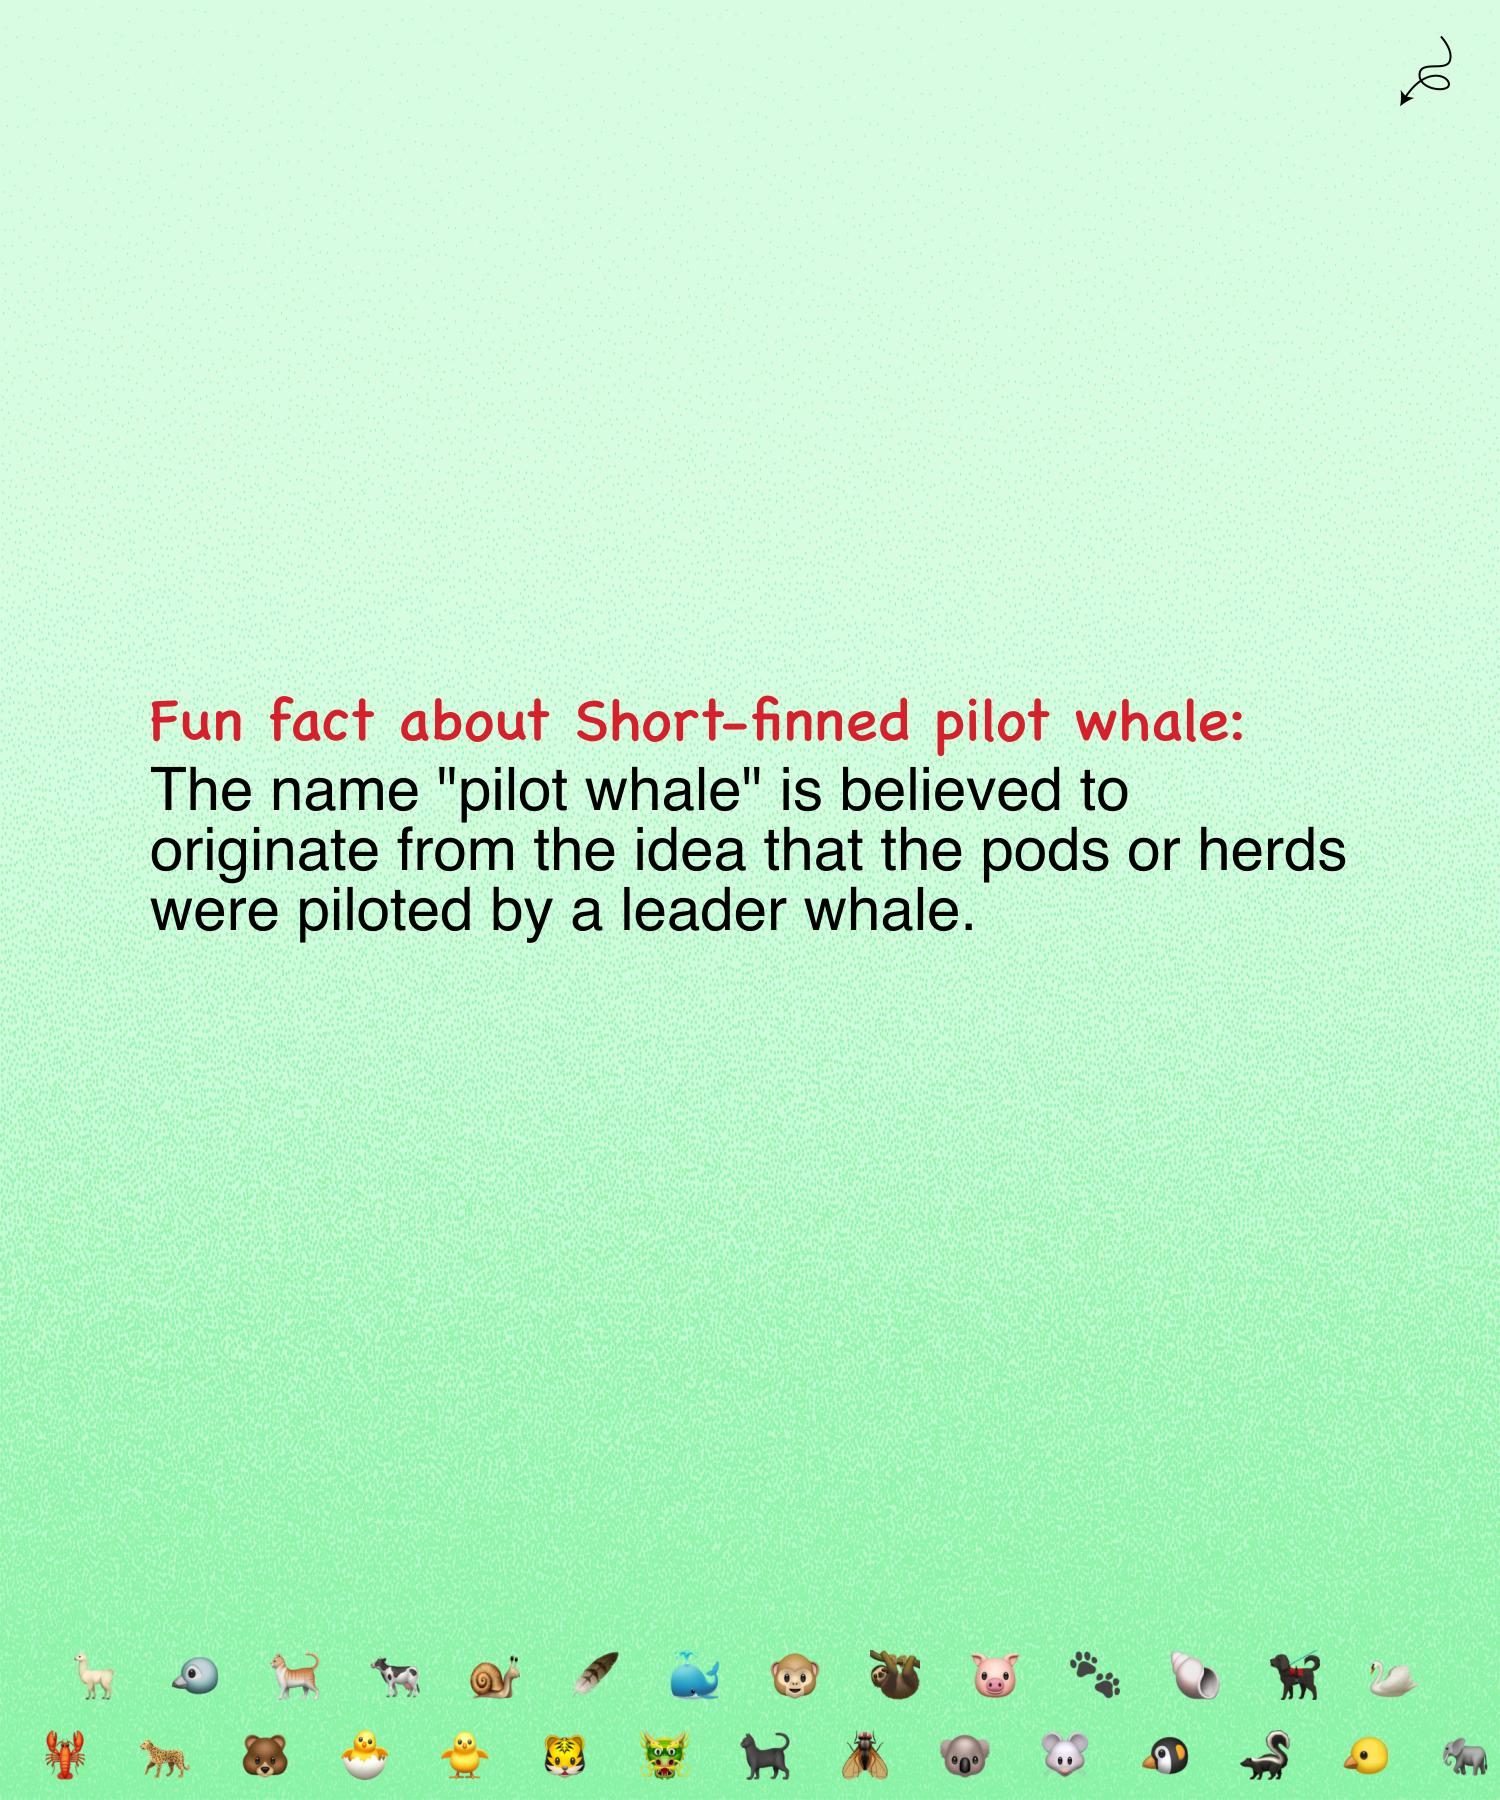 Fun fact about Short-finned pilot whale:
The name "pilot whale" is believed to
originate from the idea that the pods or herds
were piloted by a leader whale.